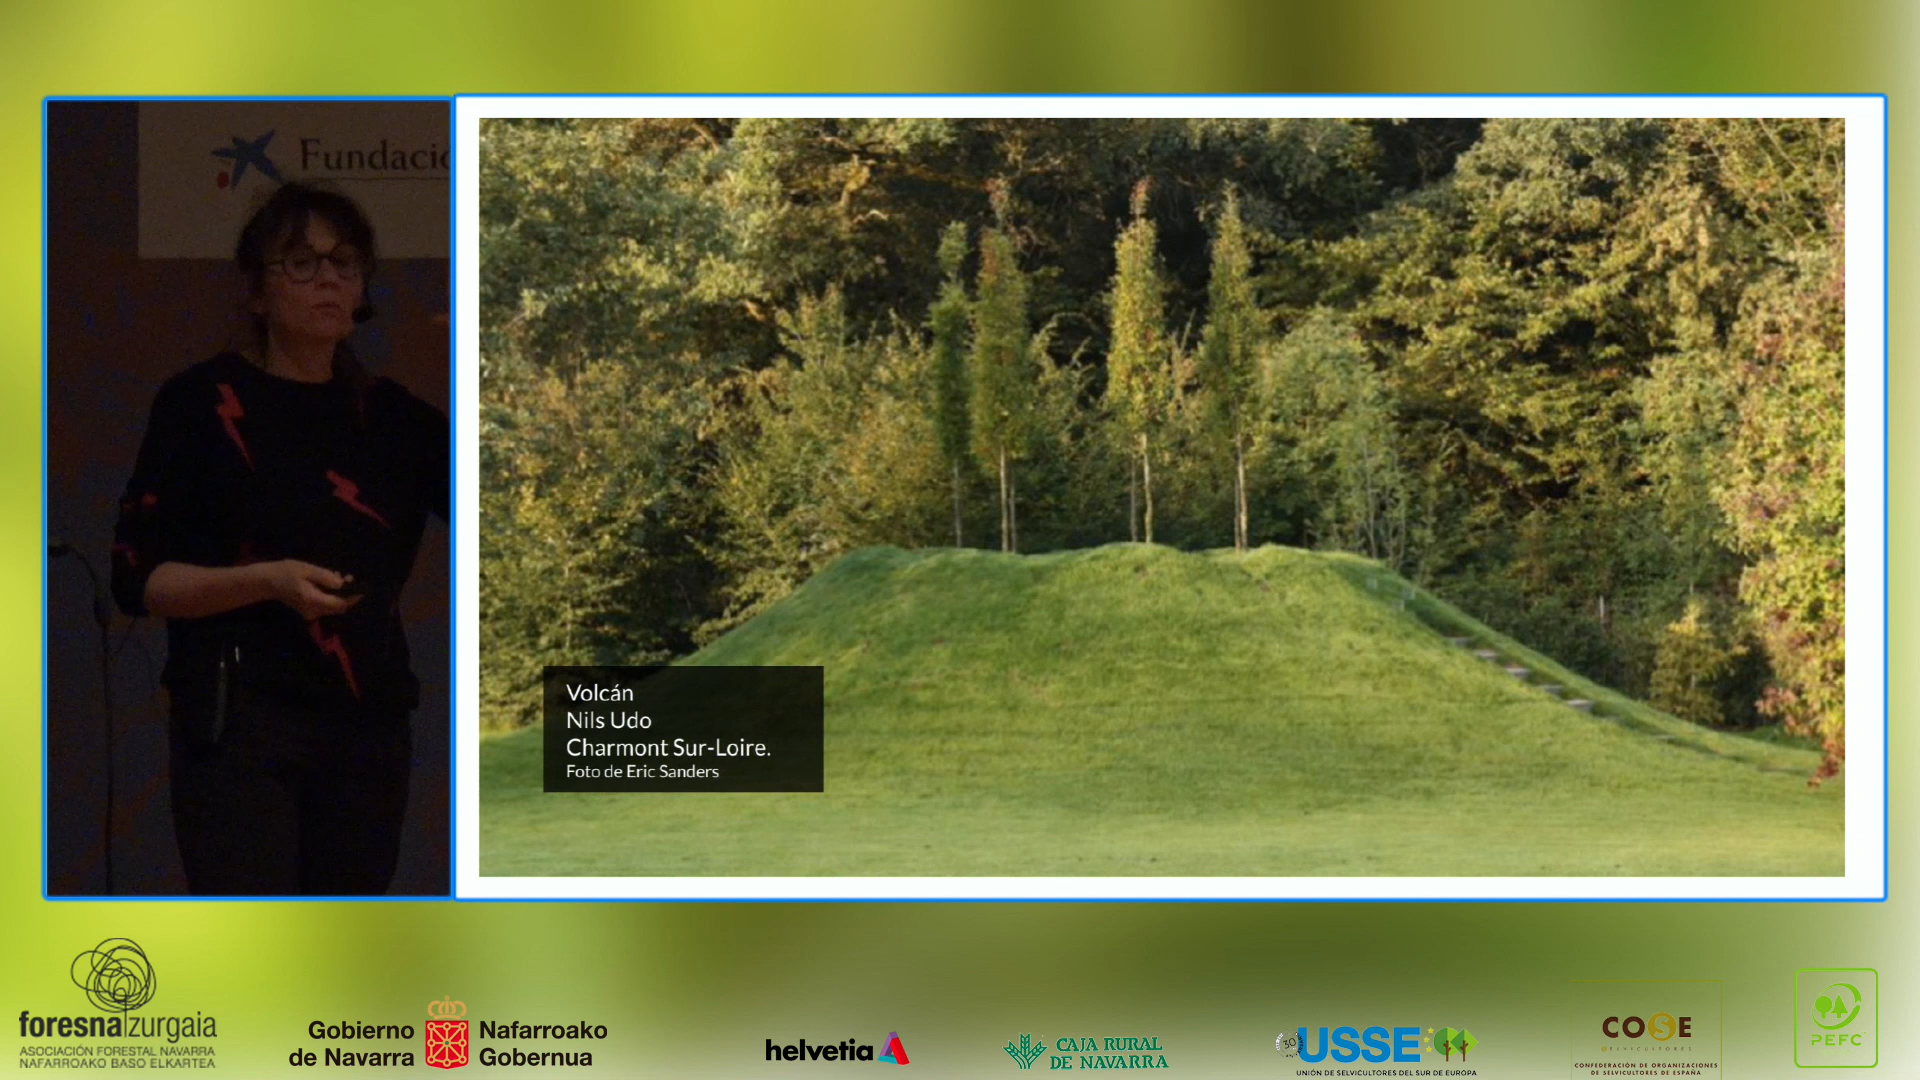 Fundació
Volcán
Nils Udo
Charmont Sur-Loire.
Foto de Eric Sanders
foresna|zurgaia
ASOCIACIÓN FORESTAL NAVARRA
NAFARROAKO BASO ELKARTEA
Gobierno
de Navarra
Nafarroako
Gobernua
helvetia
CAJA RURAL
DE NAVARRA
30
USSE
UNIÓN DE SELVICULTORES DEL SUR DE EUROPA
COSE
SELVICULTORES
CONFEDERACIÓN DE ORGANIZACIONES
DE SELVICULTORES DE ESPAÑA
PEFC